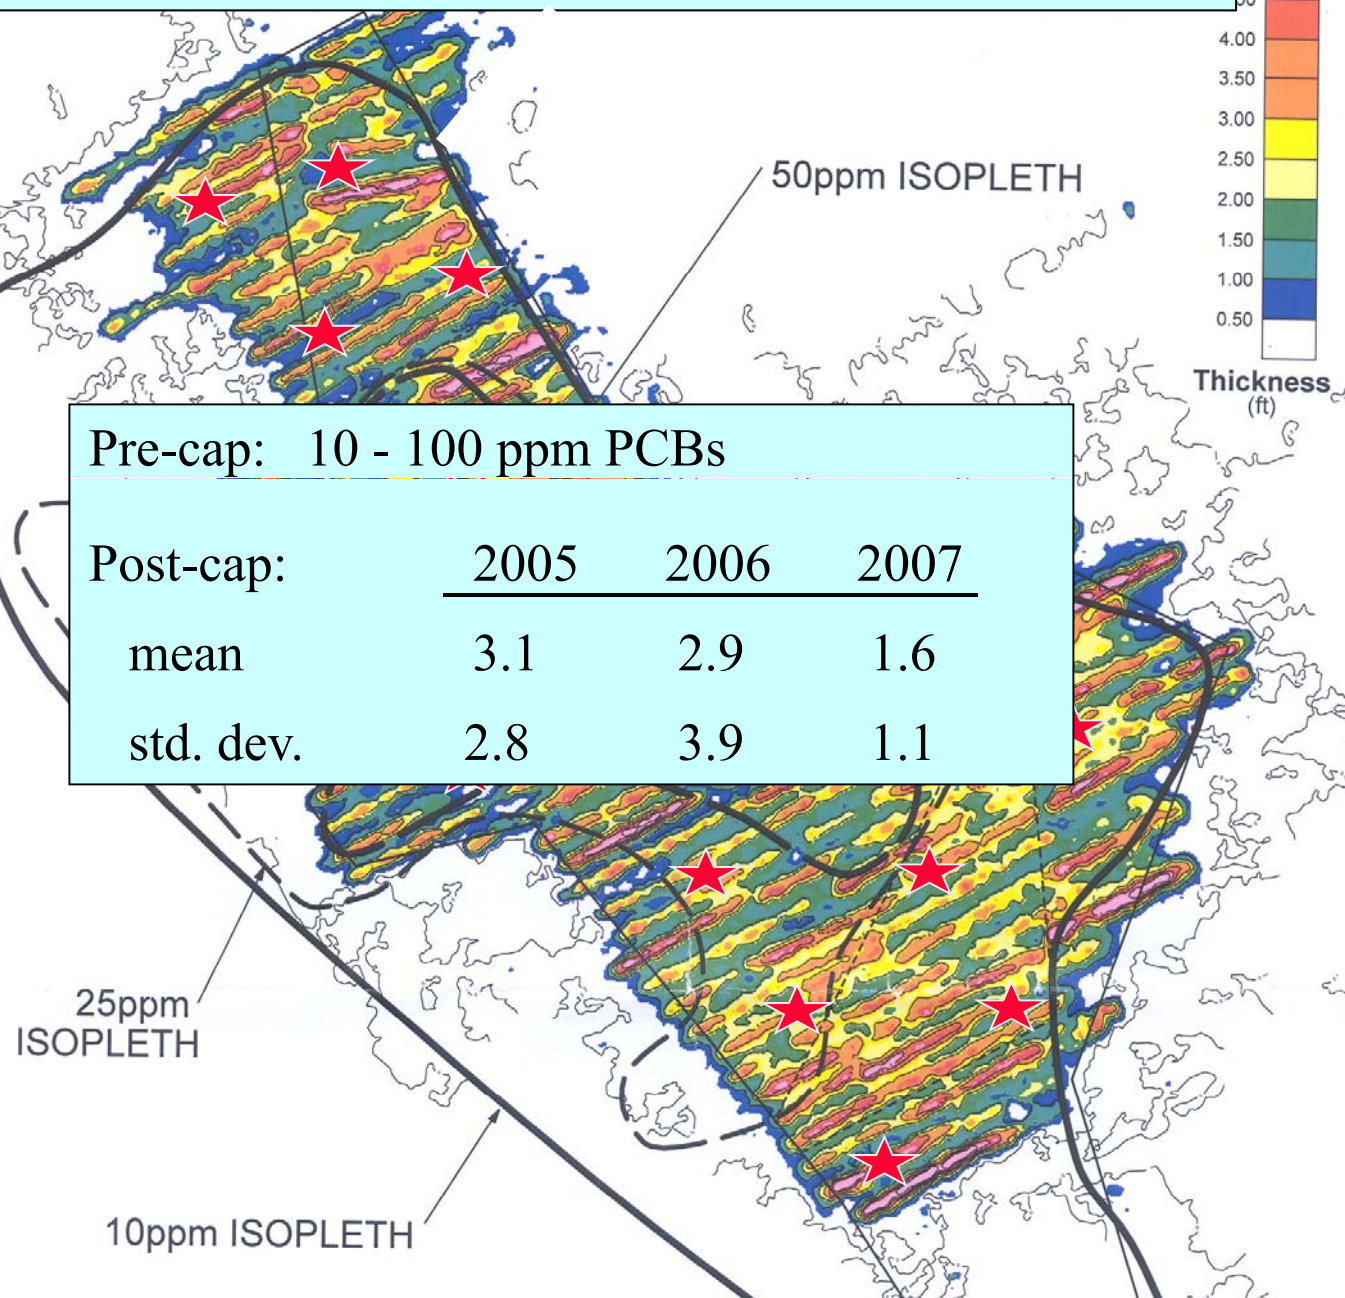 4.00
3.50
3.00
2.50
2.00
1.50
1.00
0.50
Thickness
(ft)
50ppm ISOPLETH
Pre-cap: 10 - 100 ppm PCBs
Post-cap: 2005 2006 2007
mean 3.1 2.9 1.6
std. dev. 2.8 3.9 1.1
25ppm
ISOPLETH
10ppm ISOPLETH